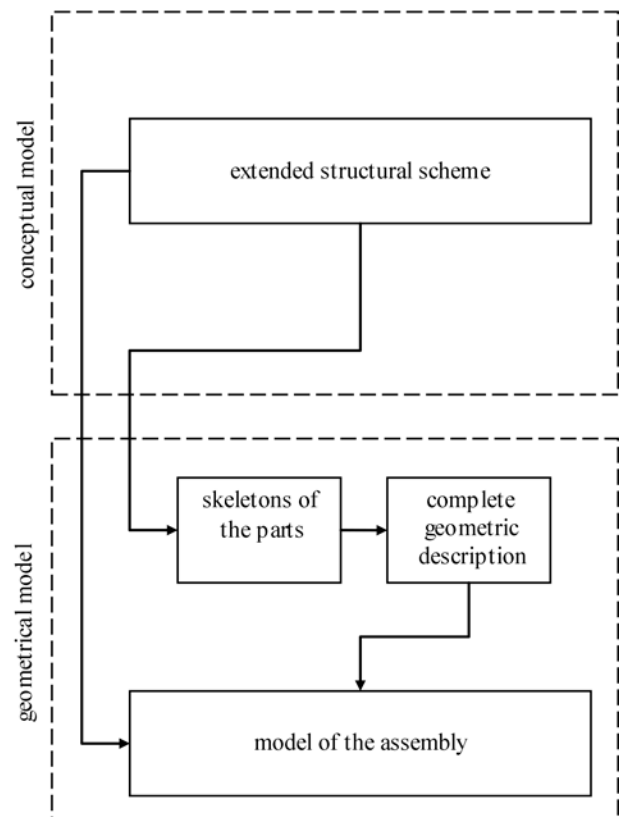 conceptual model
extended structural scheme
geometrical model
skeletons of
the parts
complete
geometric
description
model of the assembly